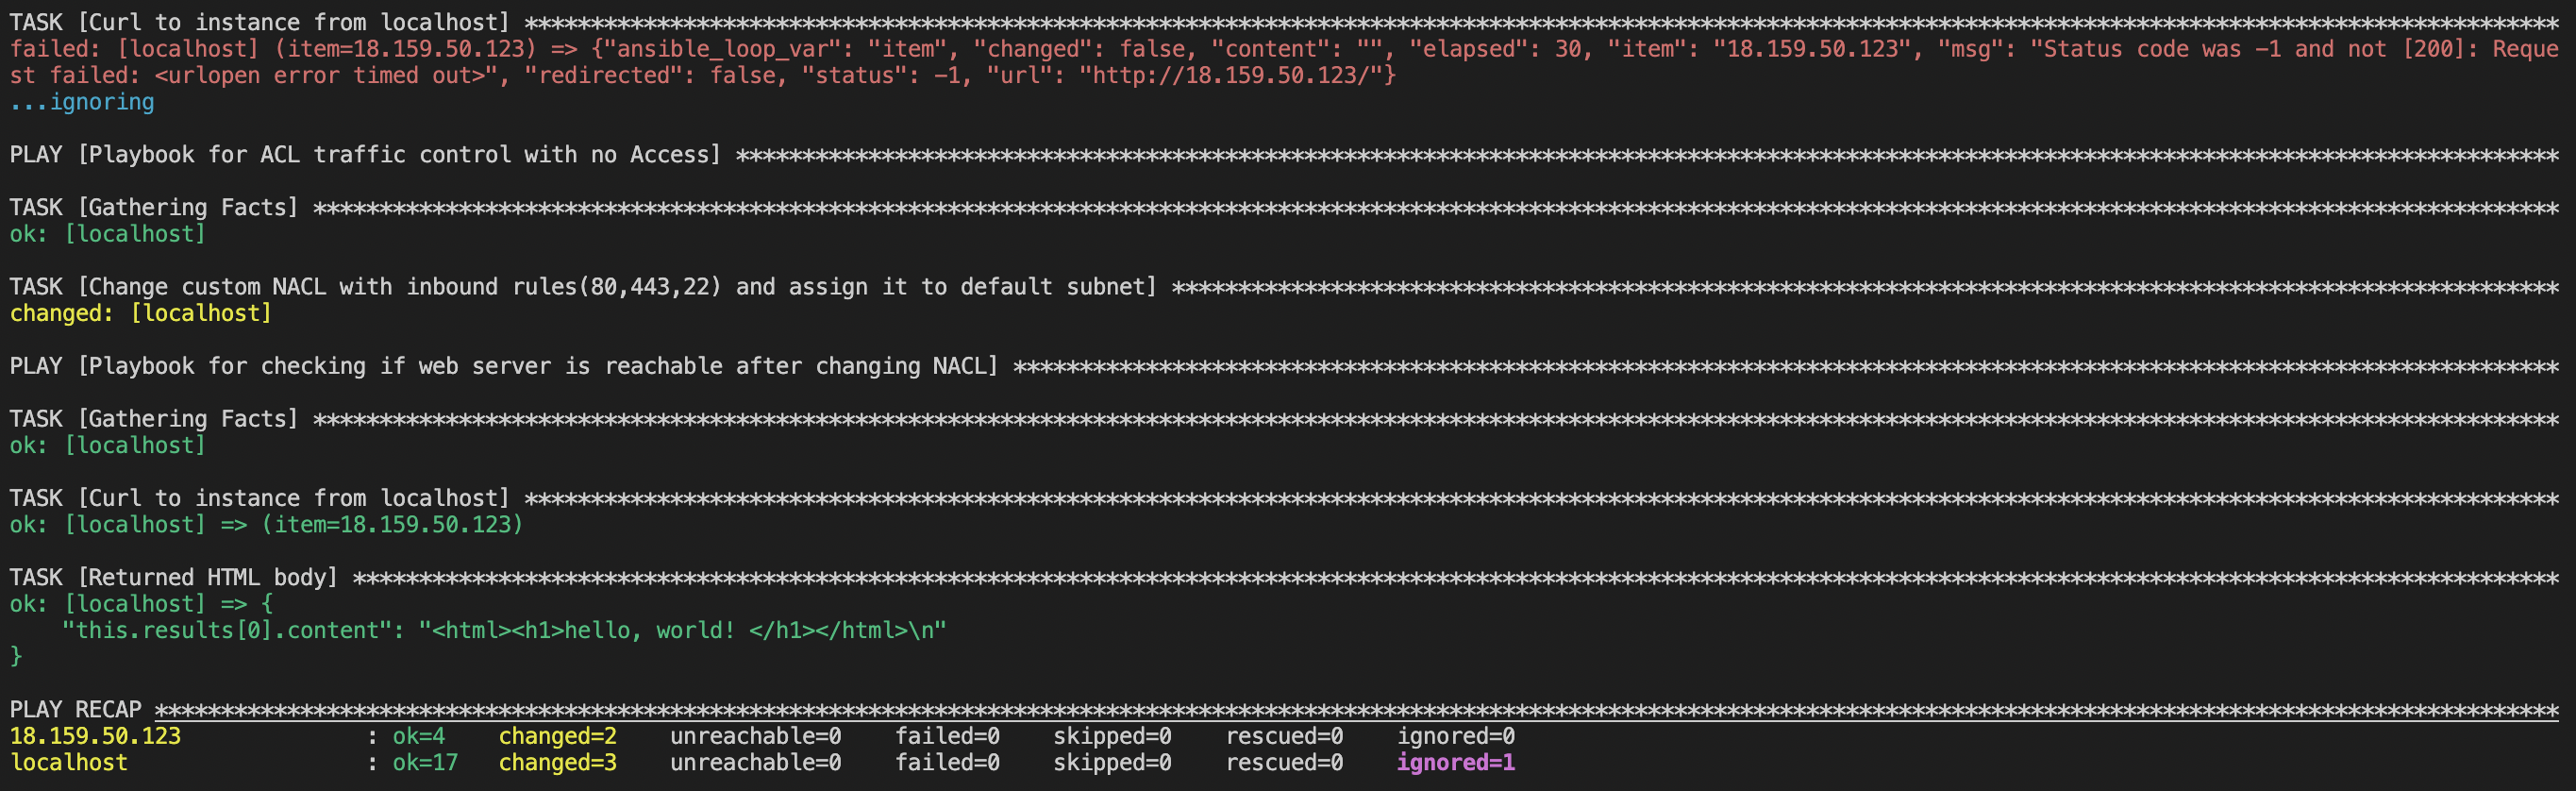 TASK [Curl to instance from localhost] **********************************************************************************************************************************************************
failed: [localhost] (item=18.159.50.123) => {"ansible_loop_var": "item", "changed": false, "content": "", "elapsed": 30, "item": "18.159.50.123", "msg": "Status code was -1 and not [200]: Reque
st failed: <urlopen error timed out>", "redirected": false, "status": -1, "url": "http://18.159.50.123/"}
...ignoring
PLAY [Playbook for ACL traffic control with no Access] ******************************************************************************************************************************************
TASK [Gathering Facts] **************************************************************************************************************************************************************************
ok: [localhost]
TASK [Change custom NACL with inbound rules(80,443,22) and assign it to default subnet] *********************************************************************************************************
changed: [localhost]
PLAY [Playbook for checking if web server is reachable after changing NACL] *********************************************************************************************************************
TASK [Gathering Facts] **************************************************************************************************************************************************************************
ok: [localhost]
TASK [Curl to instance from localhost] **********************************************************************************************************************************************************
ok: [localhost] => (item=18.159.50.123)
TASK [Returned HTML body] ***********************************************************************************************************************************************************************
ok: [localhost] => {
    "this.results[0].content": "<html><h1>hello, world! </h1></html>\n"
}
PLAY RECAP **************************************************************************************************************************************************************************************
18.159.50.123              : ok=4    changed=2    unreachable=0    failed=0    skipped=0    rescued=0    ignored=0
localhost                  : ok=17   changed=3    unreachable=0    failed=0    skipped=0    rescued=0    ignored=1